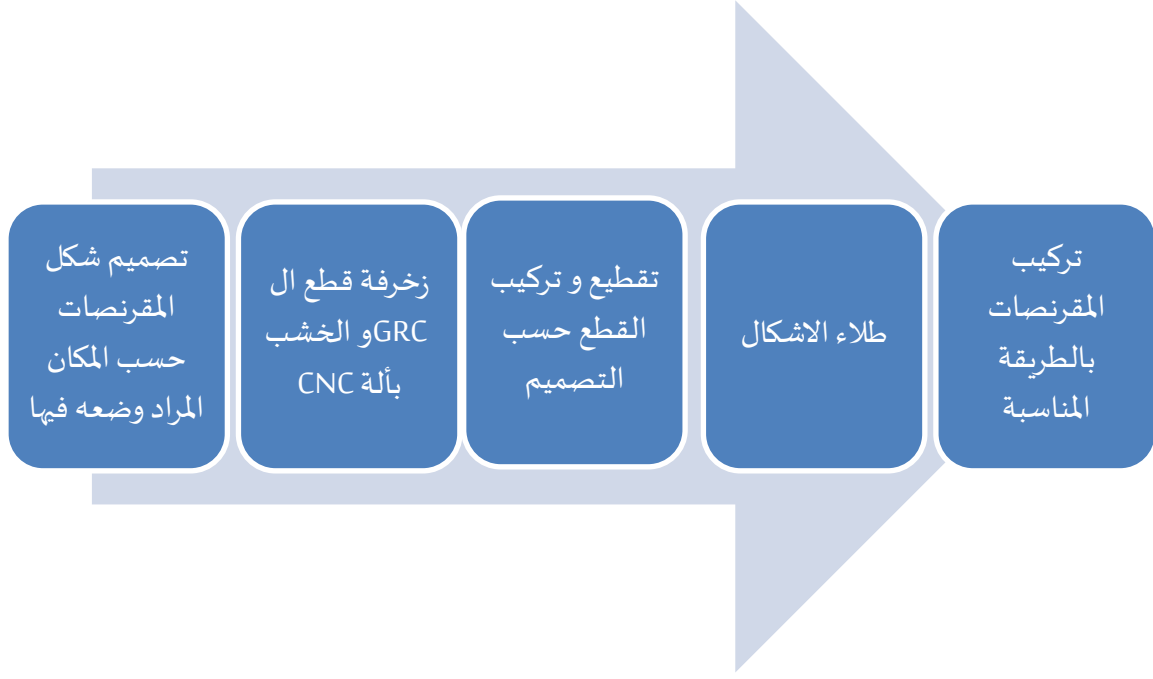 تصميم شكل
المقرنصات
حسب المكان
المراد وضعه فيها
زخرفة قطع ال
GRCو الخشب
بألة CNC
تقطيع و تركيب
القطع حسب
التصميم
طلاء الاشكال
تركيب
المقرنصات
بالطريقة
المناسبة